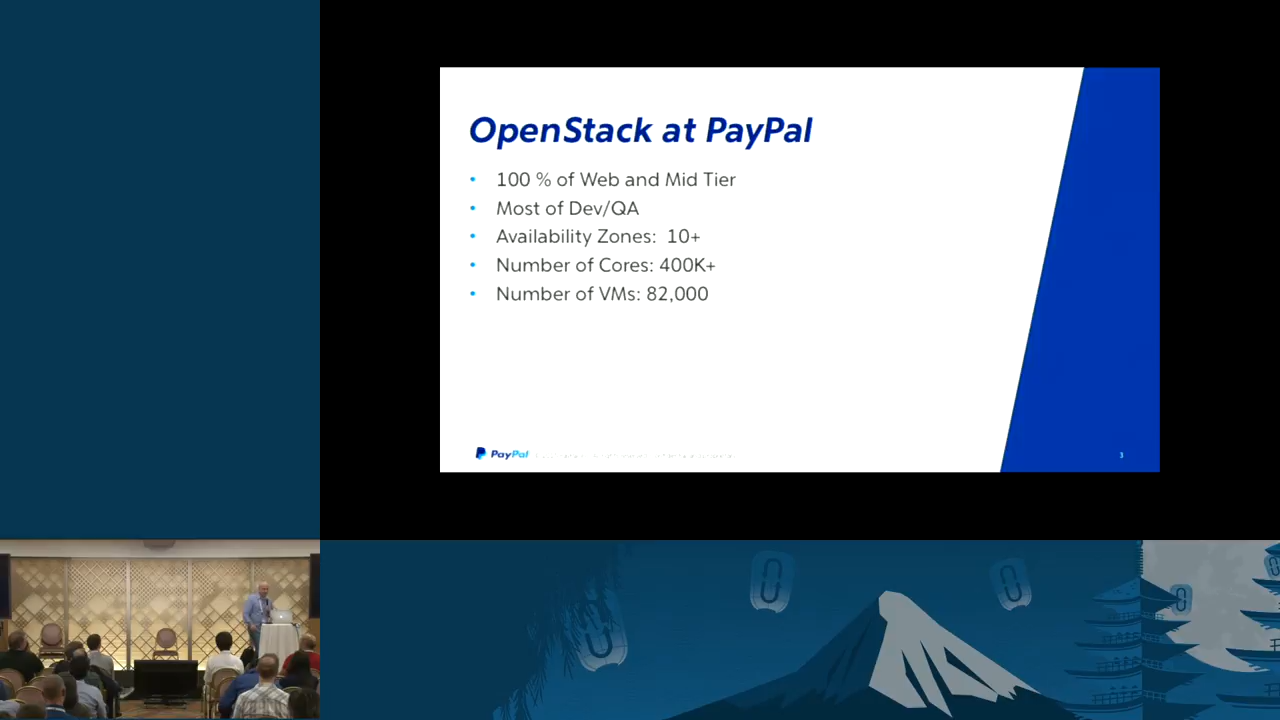 OpenStack at PayPal
• 100 % of Web and Mid Tier
• Most of Dev/QA
• Availability Zones: 10+
• Number of Cores: 400K+
• Number of VMs: 82,000
PayPal
3